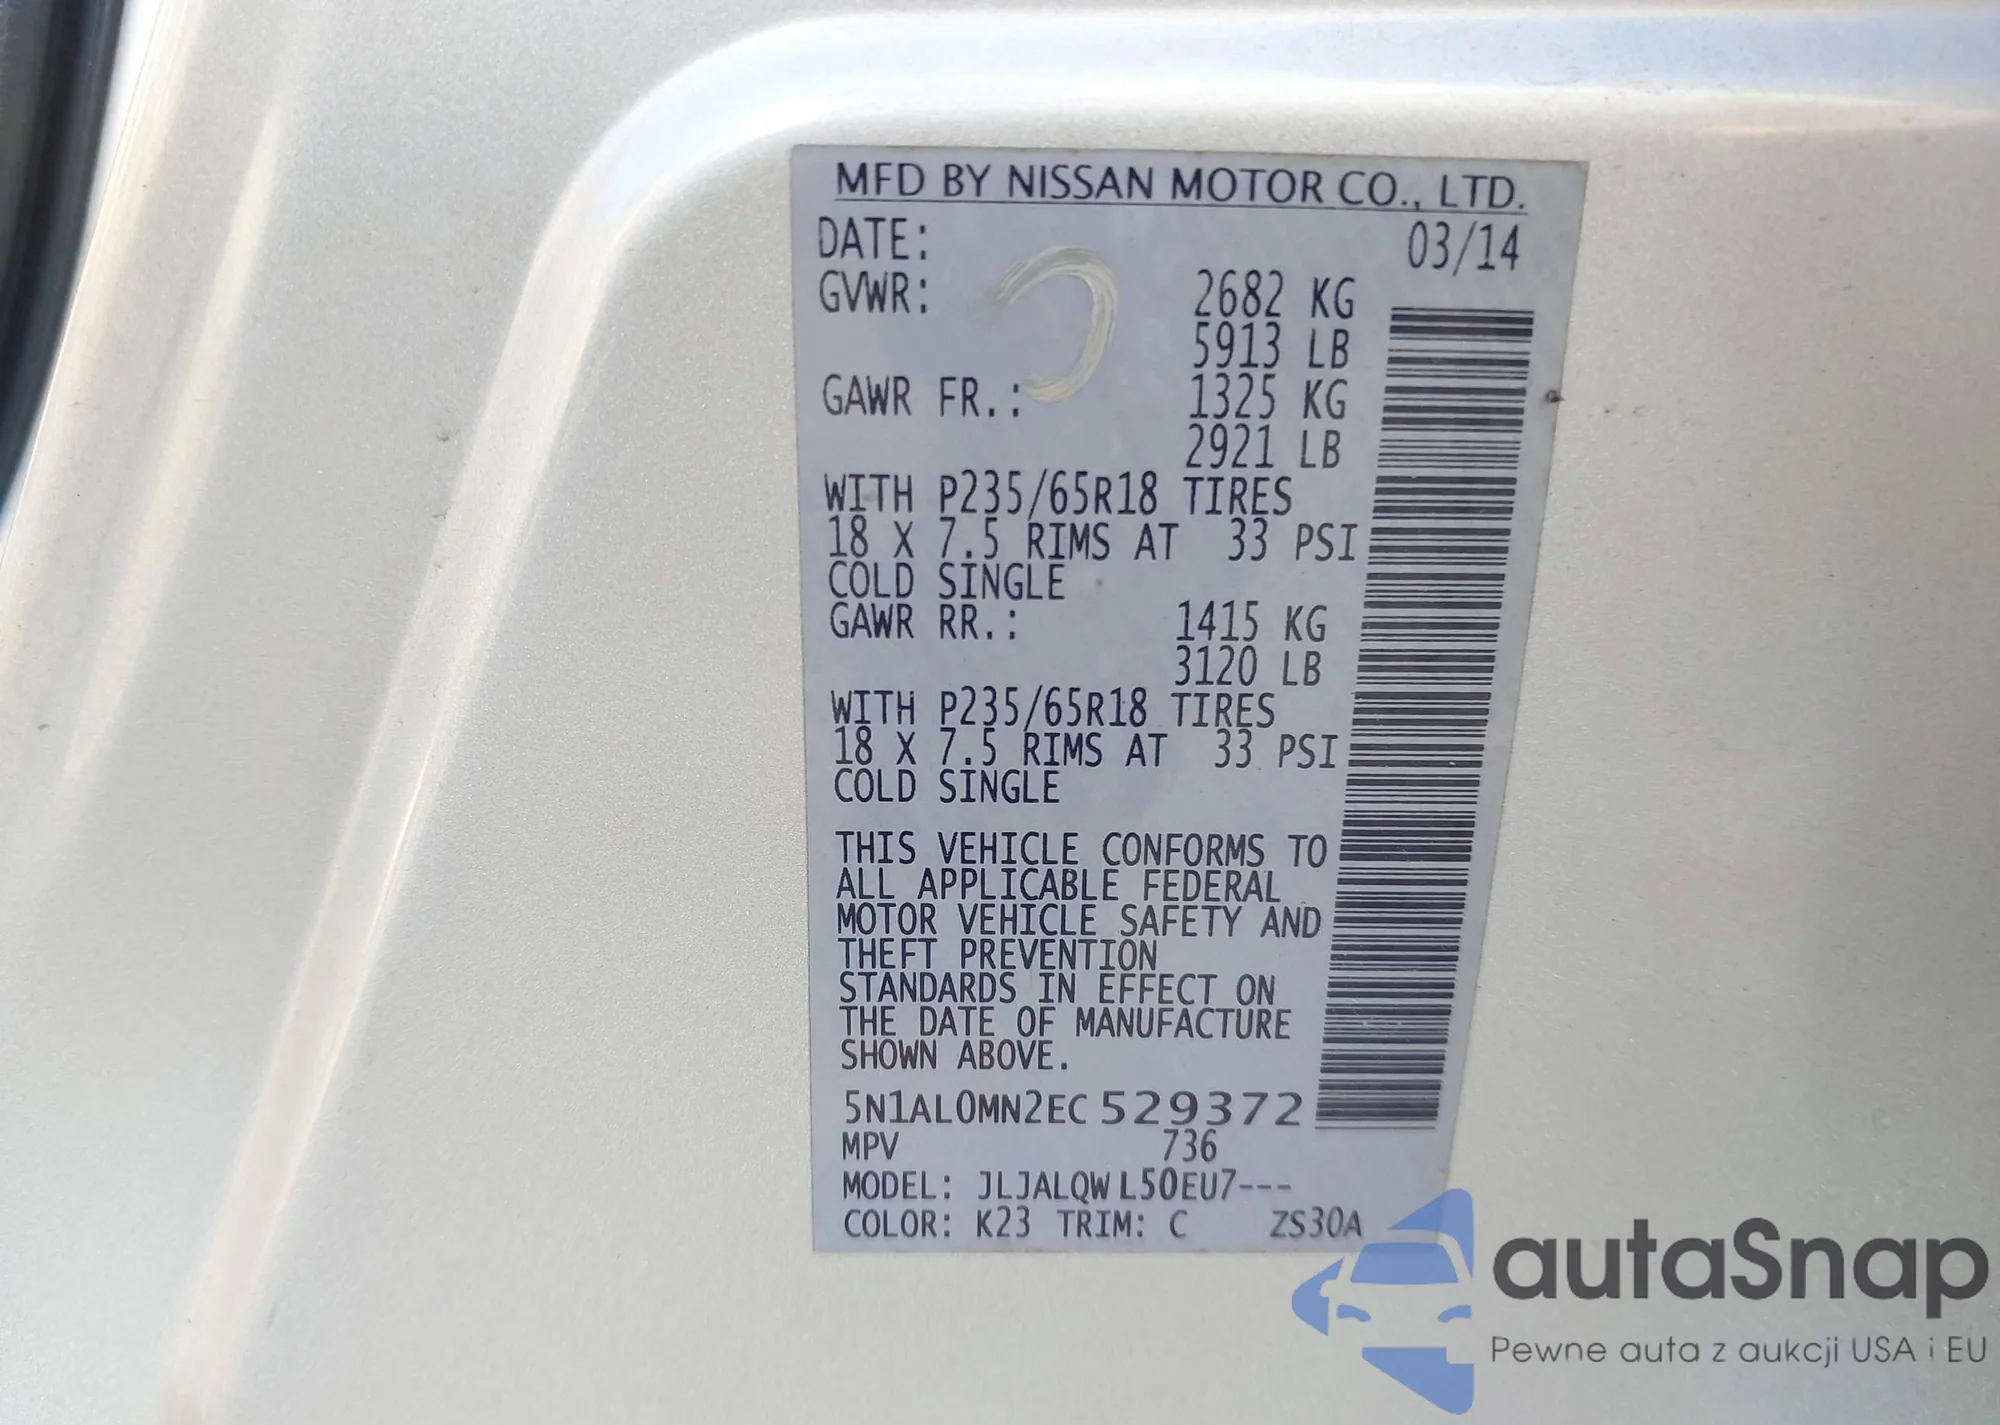 MFD BY NISSAN MOTOR CO., LTD.
DATE: 03/14
GVWR: 2682 KG
5913 LB
GAWR FR.: 1325 KG
2921 LB
WITH P235/65R18 TIRES
18 X 7.5 RIMS AT 33 PSI
COLD SINGLE
GAWR RR.: 1415 KG
3120 LB
WITH P235/65R18 TIRES
18 X 7.5 RIMS AT 33 PSI
COLD SINGLE
THIS VEHICLE CONFORMS TO
ALL APPLICABLE FEDERAL
MOTOR VEHICLE SAFETY AND
THEFT PREVENTION
STANDARDS IN EFFECT ON
THE DATE OF MANUFACTURE
SHOWN ABOVE.
5N1AL0MN2EC529372
MPV 736
MODEL: JLJALQW L50EU7---
COLOR: K23 TRIM: C ZS30A
autaSnap
Pewne auta z aukcji USA i EU